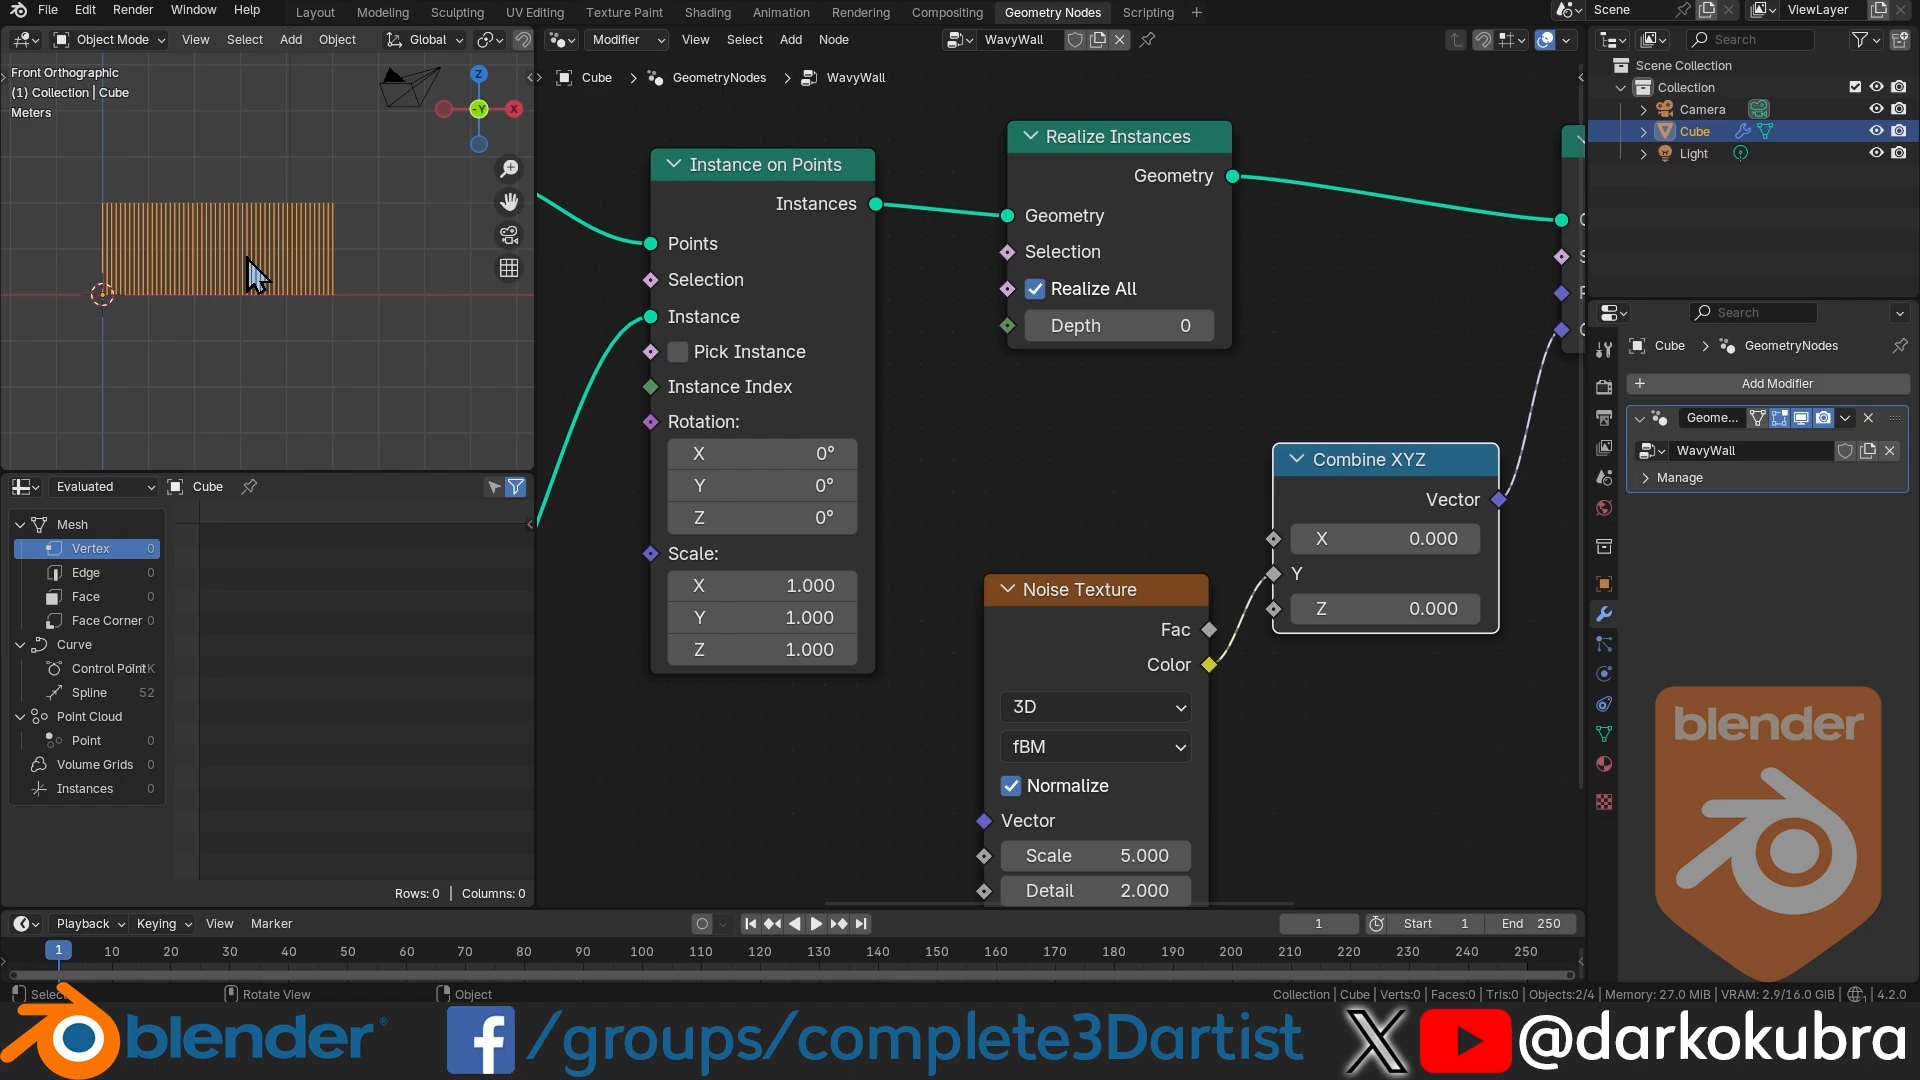 File Edit Render Window Help Layout Modeling Sculpting UV Editing Texture Paint Shading Animation Rendering Compositing Geometry Nodes Scripting + Scene ViewLayer
Object Mode View Select Add Object Global Modifier View Select Add Node WavyWall Search
Front Orthographic
(1) Collection | Cube
Meters
Z
-Y
X
Cube > GeometryNodes > WavyWall
Instance on Points
Instances
Points
Selection
Instance
Pick Instance
Instance Index
Rotation:
X 0°
Y 0°
Z 0°
Scale:
X 1.000
Y 1.000
Z 1.000
Realize Instances
Geometry
Geometry
Selection
Realize All
Depth 0
Combine XYZ
Vector
X 0.000
Y
Z 0.000
Noise Texture
Fac
Color
3D
fBM
Normalize
Vector
Scale 5.000
Detail 2.000
Scene Collection
Collection
Camera
Cube
Light
Search
Cube > GeometryNodes
+ Add Modifier
Geome...
WavyWall
Manage
blender
Evaluated Cube
Mesh
Vertex 0
Edge 0
Face 0
Face Corner 0
Curve
Spline 52
Point Cloud
Point 0
Volume Grids 0
Instances 0
Rows: 0 | Columns: 0
Playback Keying View Marker 1 Start 1 End 250
1 10 20 30 40 50 60 70 80 90 100 110 120 130 140 150 160 170 180 190 200 210 220 230 240 250
Select Rotate View Object Collection | Cube | Verts:0 | Faces:0 | Tris:0 | Objects:2/4 | Memory: 27.0 MiB | VRAM: 2.9/16.0 GiB | 4.2.0
blender® f /groups/complete3Dartist X @darkokubra